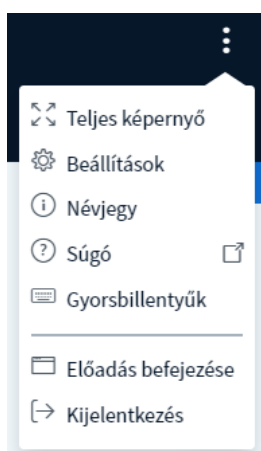 Teljes képernyő
Beállítások
Névjegy
Súgó
Gyorsbillentyűk
Előadás befejezése
Kijelentkezés